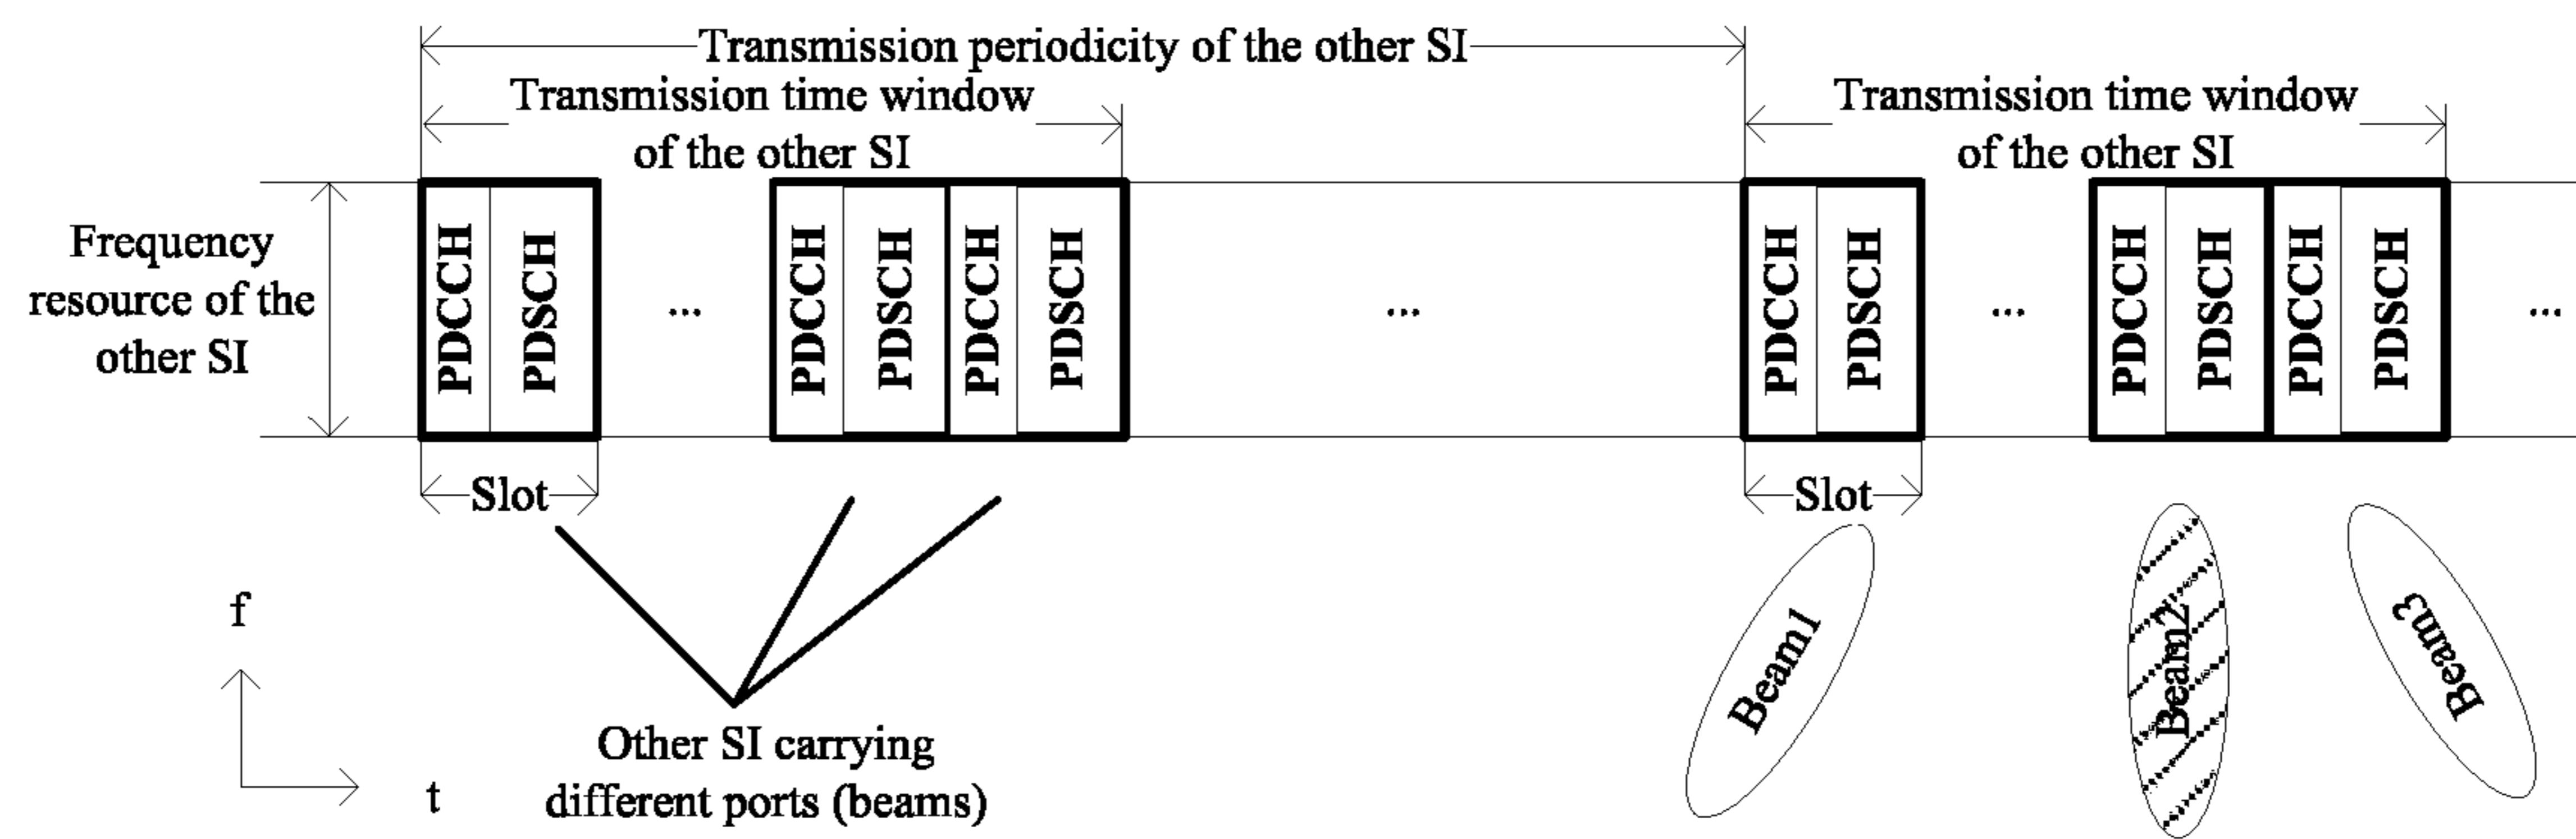 Transmission periodicity of the other SI
Transmission time window
of the other SI
Transmission time window
of the other SI
Frequency
resource of the
other SI
PDCCH
PDSCH
...
PDCCH
PDSCH
PDCCH
PDSCH
...
PDCCH
PDSCH
...
PDCCH
PDSCH
PDCCH
PDSCH
...
Slot
Slot
f
t
Other SI carrying
different ports (beams)
Beam1
Beam2
Beam3